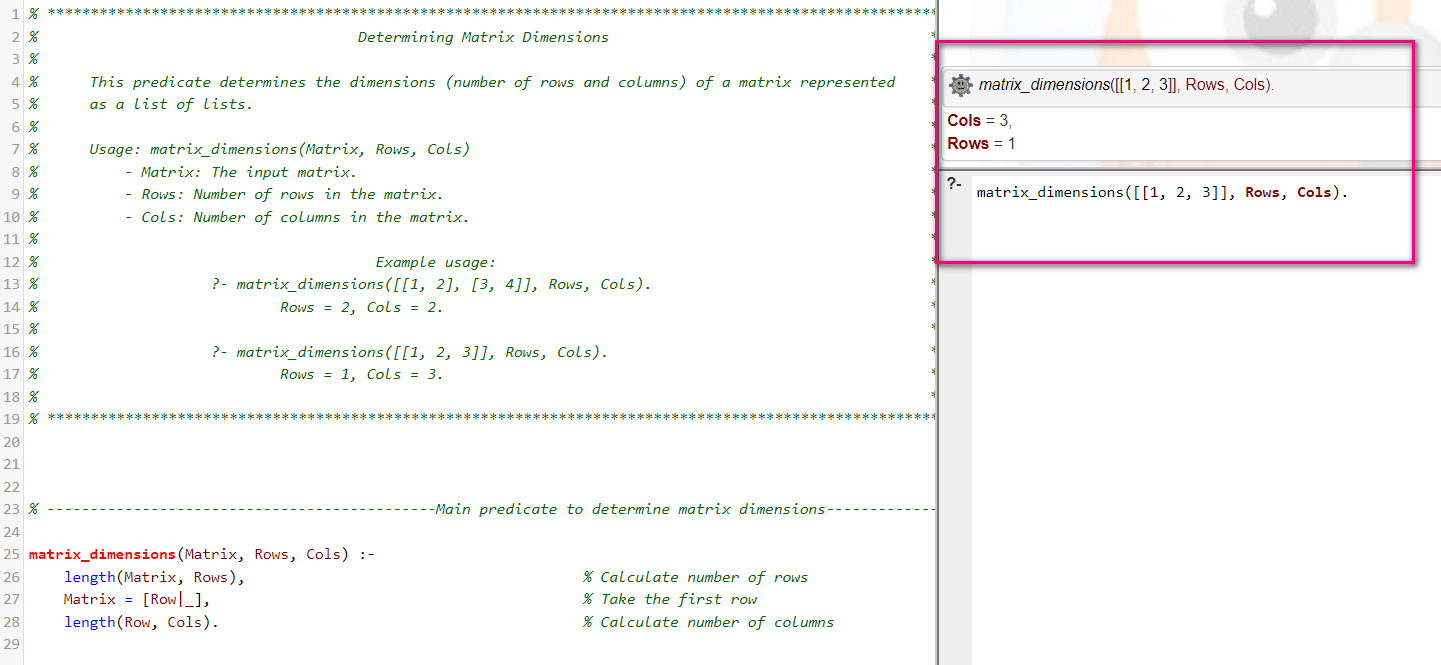 1 % *******************************************************************************************************
2 % Determining Matrix Dimensions *
3 % *
4 % This predicate determines the dimensions (number of rows and columns) of a matrix represented *
5 % as a list of lists. *
6 % *
7 % Usage: matrix_dimensions(Matrix, Rows, Cols) *
8 % - Matrix: The input matrix. *
9 % - Rows: Number of rows in the matrix. *
10 % - Cols: Number of columns in the matrix. *
11 % *
12 % Example usage: *
13 % ?- matrix_dimensions([[1, 2], [3, 4]], Rows, Cols). *
14 % Rows = 2, Cols = 2. *
15 % *
16 % ?- matrix_dimensions([[1, 2, 3]], Rows, Cols). *
17 % Rows = 1, Cols = 3. *
18 % *
19 % *******************************************************************************************************
20
21
22
23 % ---------------------------------------------Main predicate to determine matrix dimensions-------------
24
25 matrix_dimensions(Matrix, Rows, Cols) :-
26 length(Matrix, Rows), % Calculate number of rows
27 Matrix = [Row|_], % Take the first row
28 length(Row, Cols). % Calculate number of columns
29
matrix_dimensions([[1, 2, 3]], Rows, Cols).
Cols = 3,
Rows = 1
?- matrix_dimensions([[1, 2, 3]], Rows, Cols).